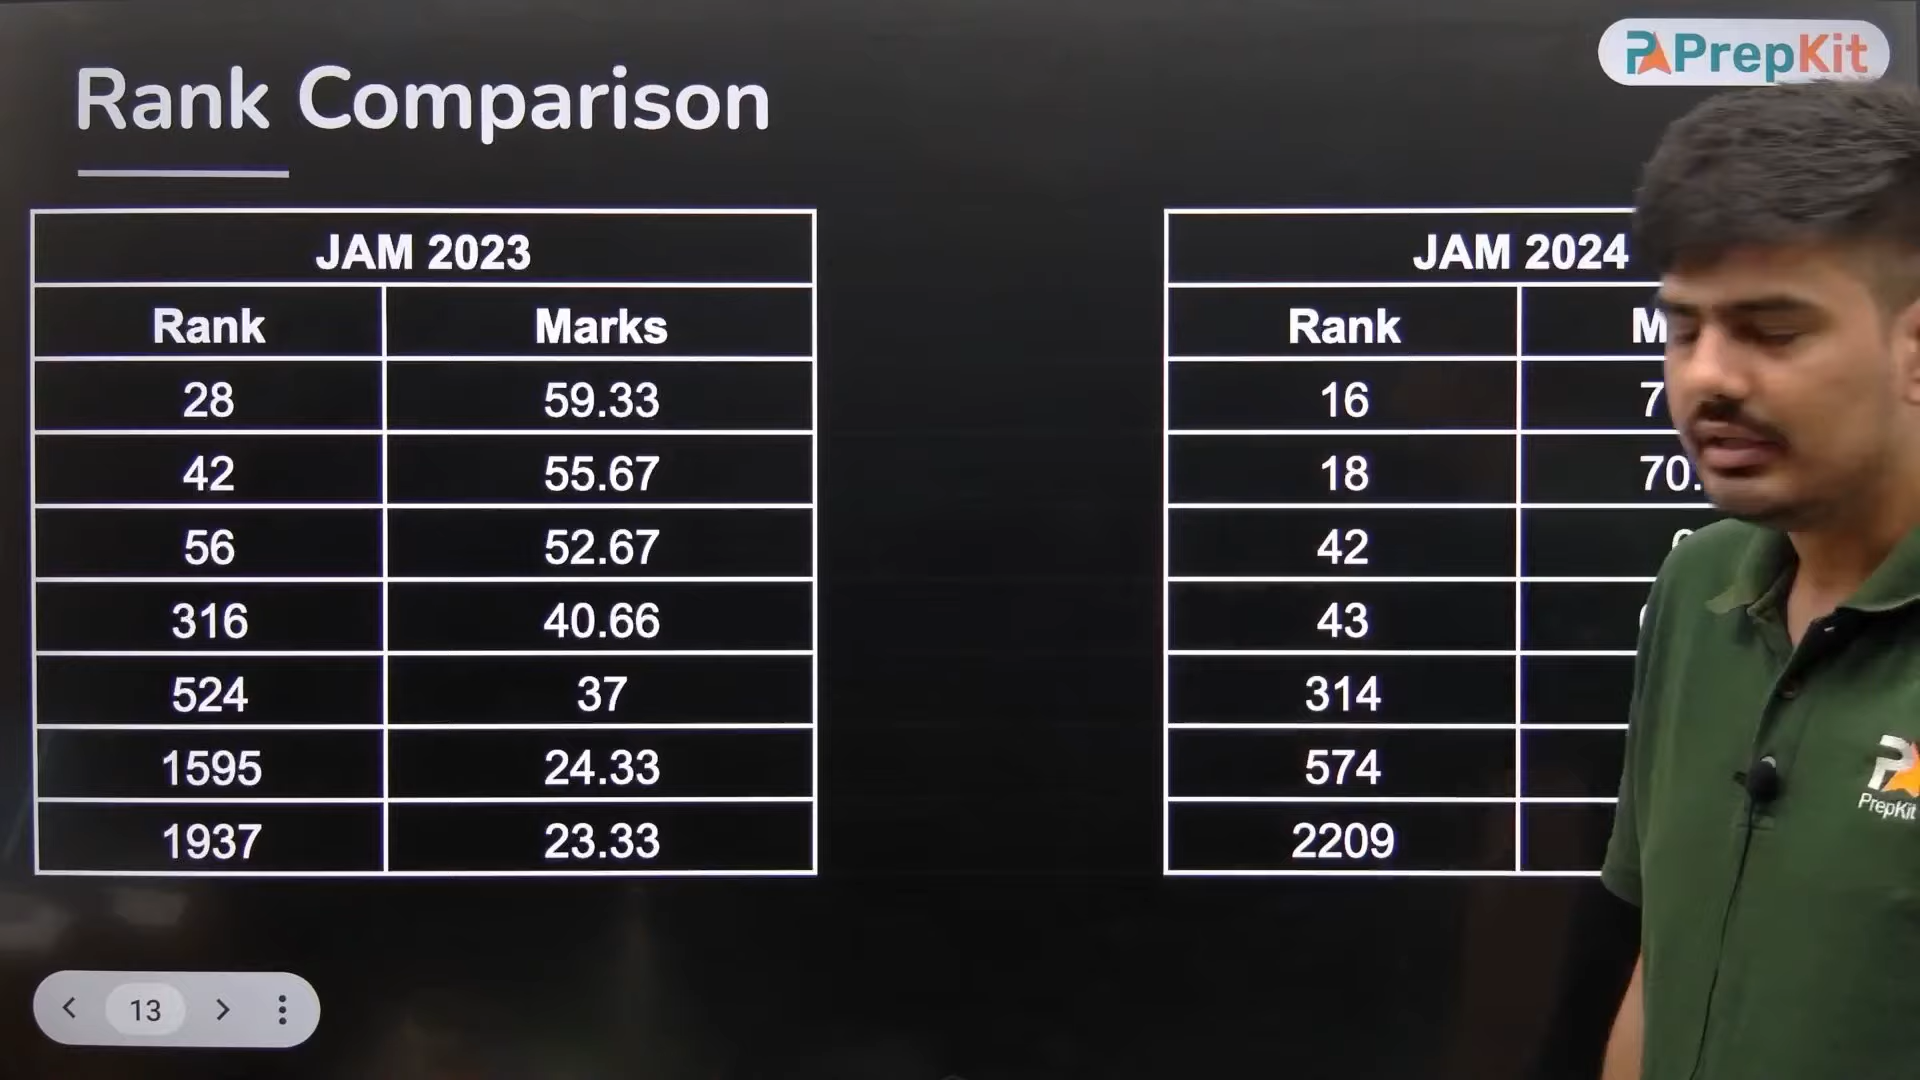 PrepKit
Rank Comparison
JAM 2023
Rank Marks
28 59.33
42 55.67
56 52.67
316 40.66
524 37
1595 24.33
1937 23.33
JAM 2024
Rank
16
18
42
43
314
574
2209
PrepKit
13